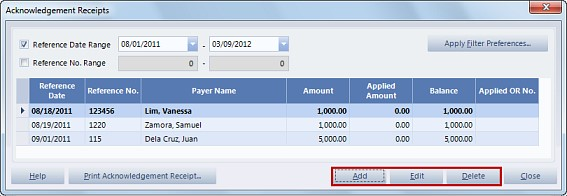 Acknowledgement Receipts
Reference Date Range 08/01/2011 - 03/09/2012 Apply Filter Preferences...
Reference No. Range 0 - 0
Reference Date Reference No. Payer Name Amount Applied Amount Balance Applied OR No.
08/18/2011 123456 Lim, Vanessa 1,000.00 0.00 1,000.00
08/19/2011 1220 Zamora, Samuel 1,000.00 0.00 1,000.00
09/01/2011 115 Dela Cruz, Juan 5,000.00 0.00 5,000.00
Help Print Acknowledgement Receipt... Add Edit Delete Close